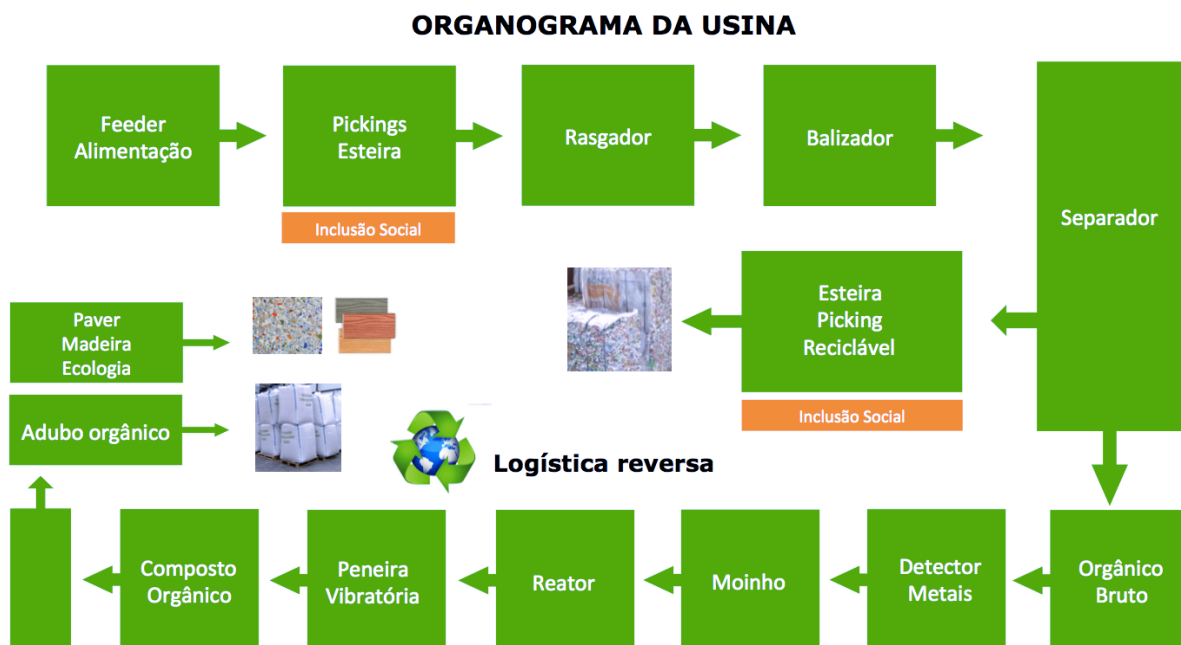 ORGANOGRAMA DA USINA
Feeder
Alimentação
Pickings
Esteira
Inclusão Social
Rasgador
Balizador
Separador
Esteira
Picking
Reciclável
Inclusão Social
Paver
Madeira
Ecologia
Adubo orgânico
Logística reversa
Orgânico
Bruto
Detector
Metais
Moinho
Reator
Peneira
Vibratória
Composto
Orgânico